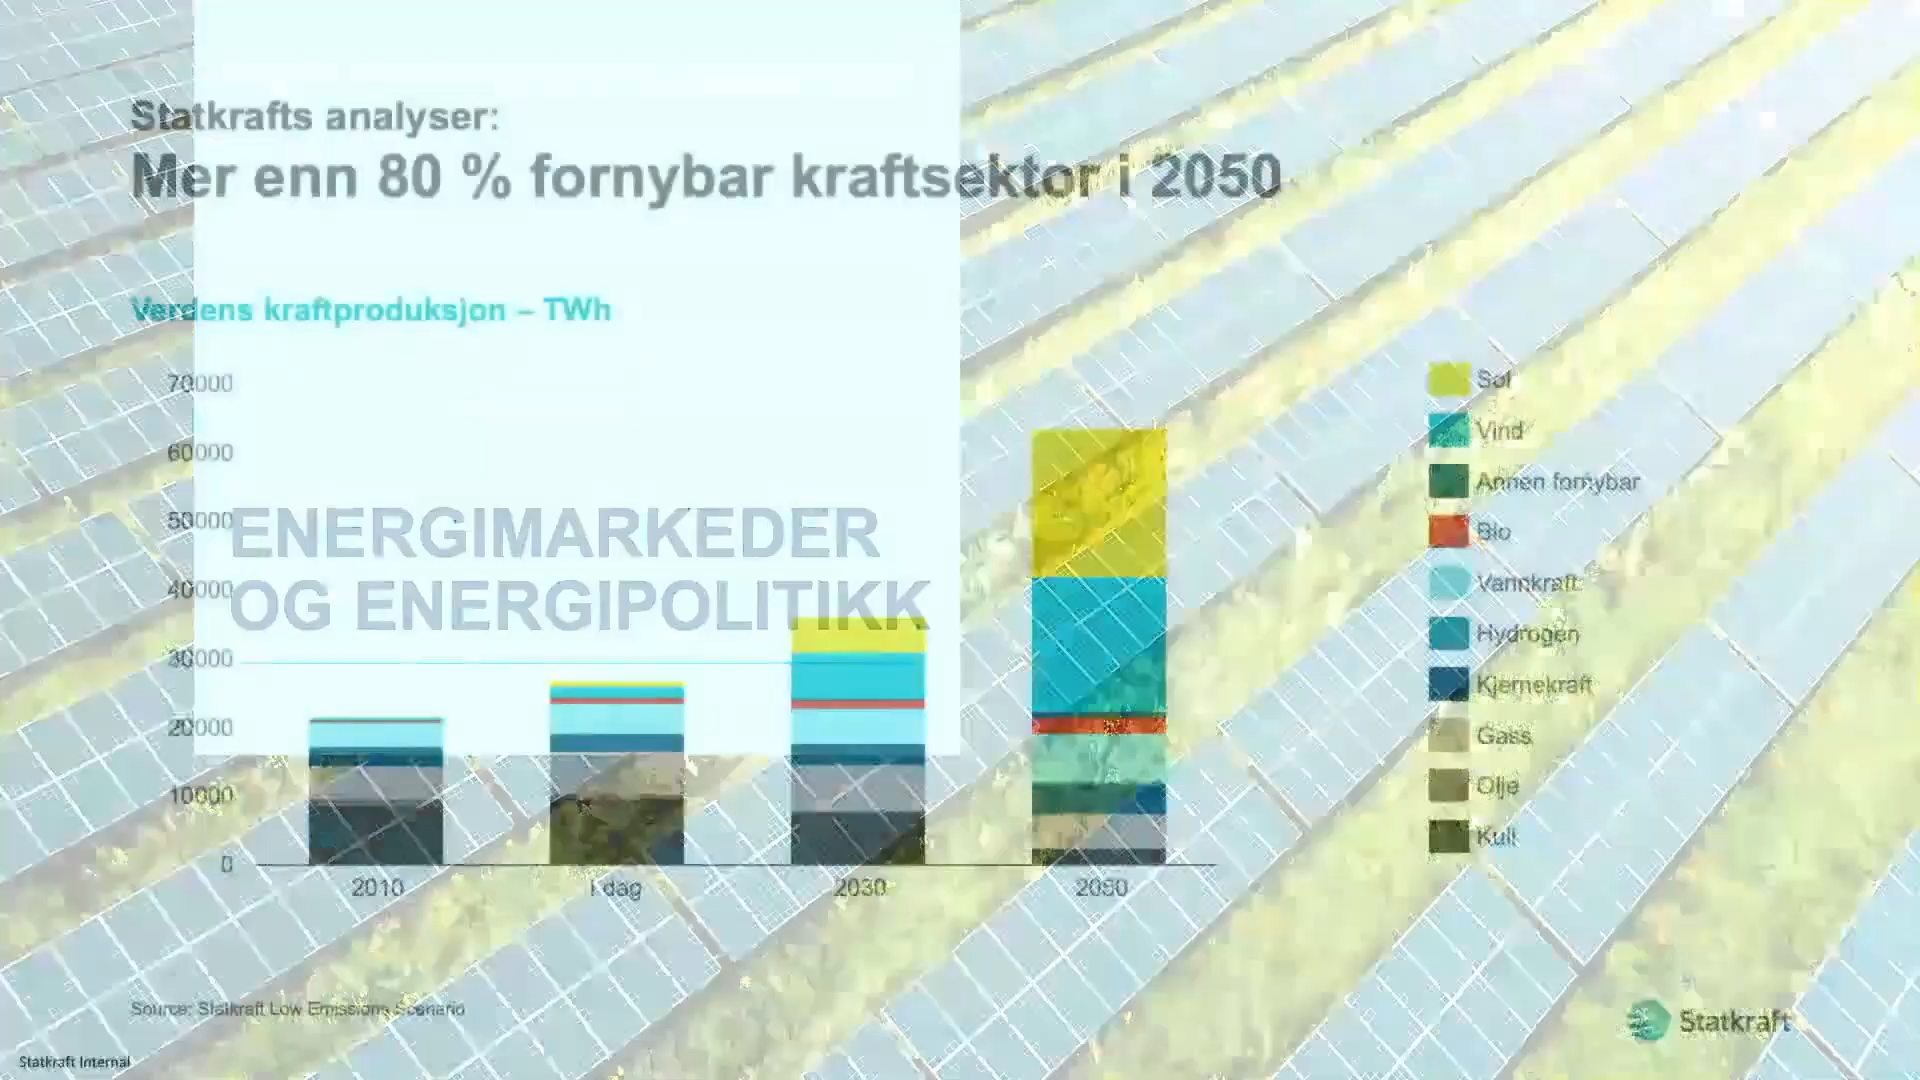 Statkrafts analyser:
Mer enn 80 % fornybar kraftsektor i 2050
Verdens kraftproduksjon – TWh
70000
60000
50000
40000
30000
20000
10000
0
ENERGIMARKEDER
OG ENERGIPOLITIKK
2010
I dag
2030
2050
Sol
Vind
Annen fornybar
Bio
Vannkraft
Hydrogen
Kjernekraft
Gass
Olje
Kull
Source: Statkraft Low Emissions Scenario
Statkraft
Statkraft Internal